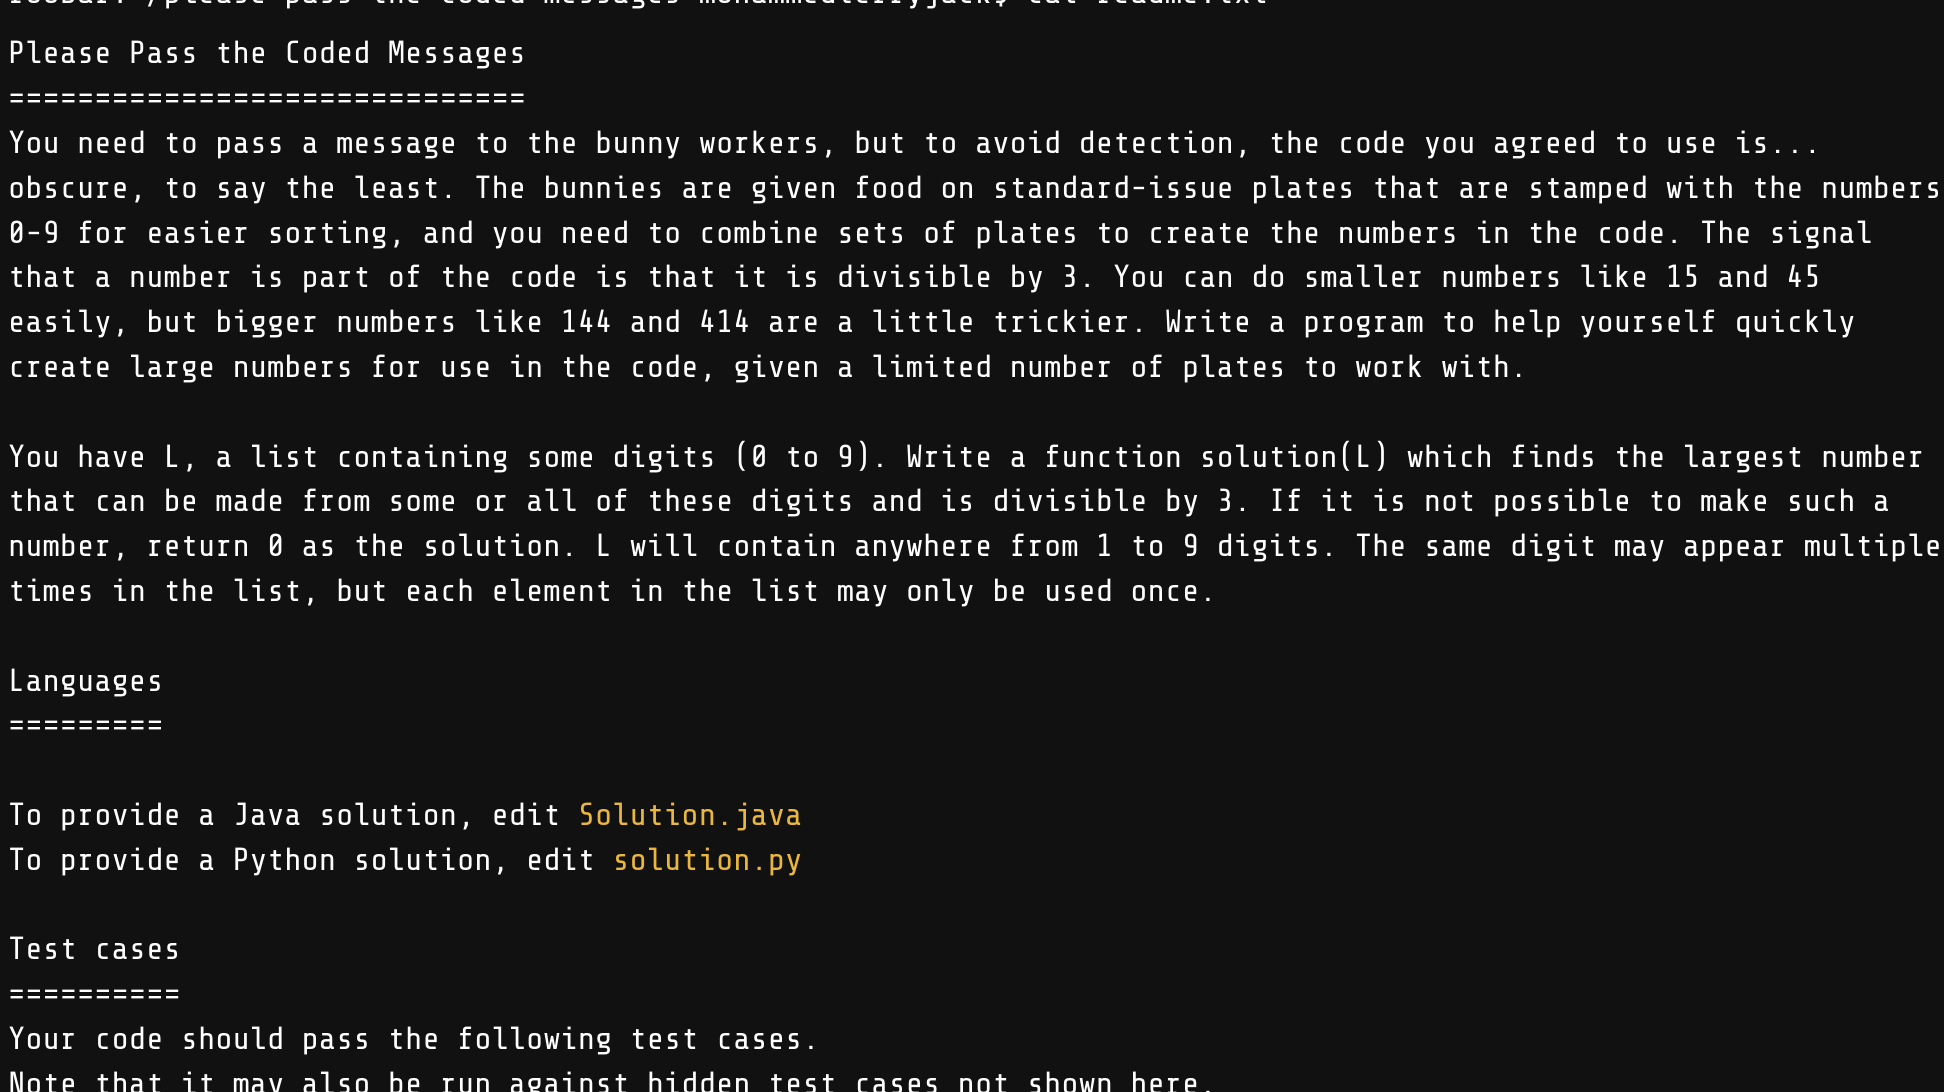 Please Pass the Coded Messages
==============================
You need to pass a message to the bunny workers, but to avoid detection, the code you agreed to use is...
obscure, to say the least. The bunnies are given food on standard-issue plates that are stamped with the numbers
0-9 for easier sorting, and you need to combine sets of plates to create the numbers in the code. The signal
that a number is part of the code is that it is divisible by 3. You can do smaller numbers like 15 and 45
easily, but bigger numbers like 144 and 414 are a little trickier. Write a program to help yourself quickly
create large numbers for use in the code, given a limited number of plates to work with.
You have L, a list containing some digits (0 to 9). Write a function solution(L) which finds the largest number
that can be made from some or all of these digits and is divisible by 3. If it is not possible to make such a
number, return 0 as the solution. L will contain anywhere from 1 to 9 digits. The same digit may appear multiple
times in the list, but each element in the list may only be used once.
Languages
=========
To provide a Java solution, edit Solution.java
To provide a Python solution, edit solution.py
Test cases
==========
Your code should pass the following test cases.
Note that it may also be run against hidden test cases not shown here.